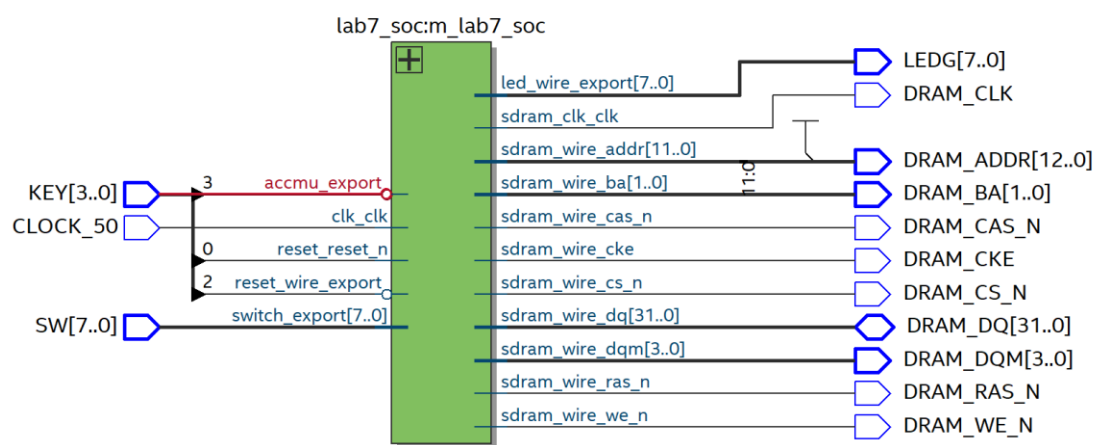 lab7_soc:m_lab7_soc
led_wire_export[7..0]
LEDG[7..0]
sdram_clk_clk
DRAM_CLK
sdram_wire_addr[11..0]
11:0
DRAM_ADDR[12..0]
KEY[3..0]
3
accmu_export
sdram_wire_ba[1..0]
DRAM_BA[1..0]
CLOCK_50
clk_clk
sdram_wire_cas_n
DRAM_CAS_N
0
reset_reset_n
sdram_wire_cke
DRAM_CKE
2
reset_wire_export
sdram_wire_cs_n
DRAM_CS_N
SW[7..0]
switch_export[7..0]
sdram_wire_dq[31..0]
DRAM_DQ[31..0]
sdram_wire_dqm[3..0]
DRAM_DQM[3..0]
sdram_wire_ras_n
DRAM_RAS_N
sdram_wire_we_n
DRAM_WE_N